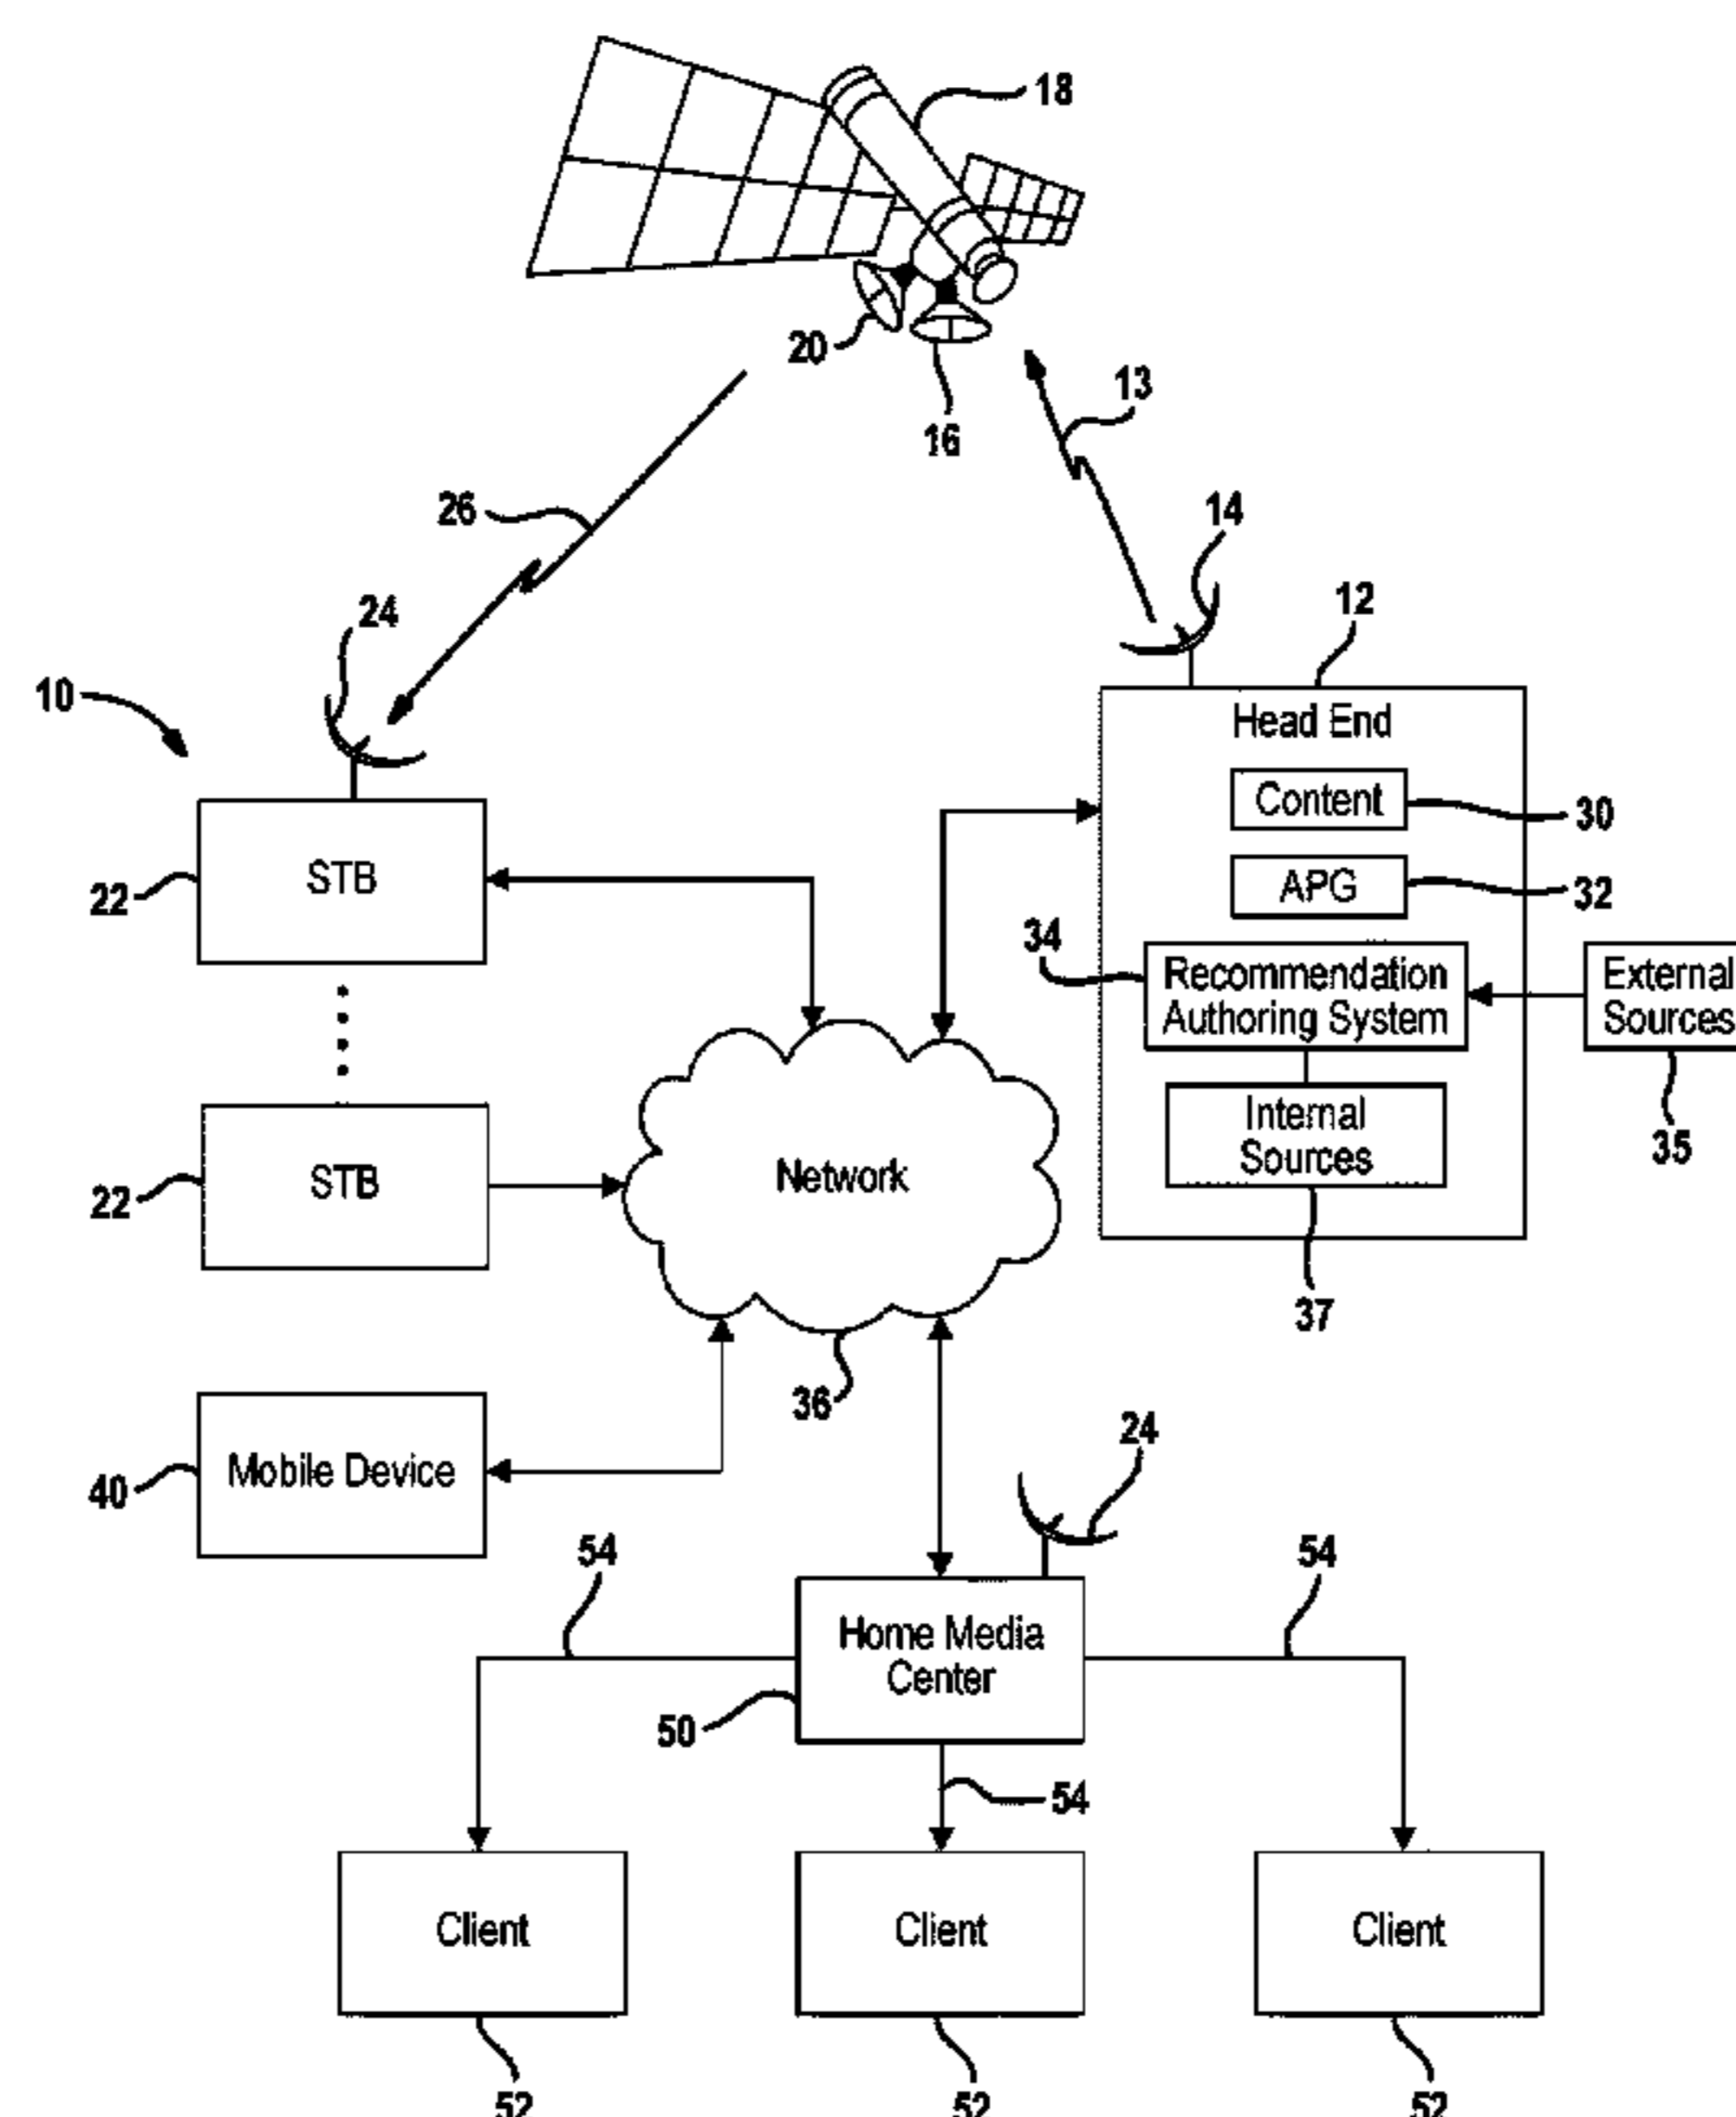 18
20
16
13
26
14
24
12
10
Head End
Content
30
STB
22
APG
32
34
Recommendation
Authoring System
External
Sources
Internal
Sources
35
STB
22
Network
37
36
Mobile Device
40
24
54
54
Home Media
Center
50
54
Client
Client
Client
52
52
52